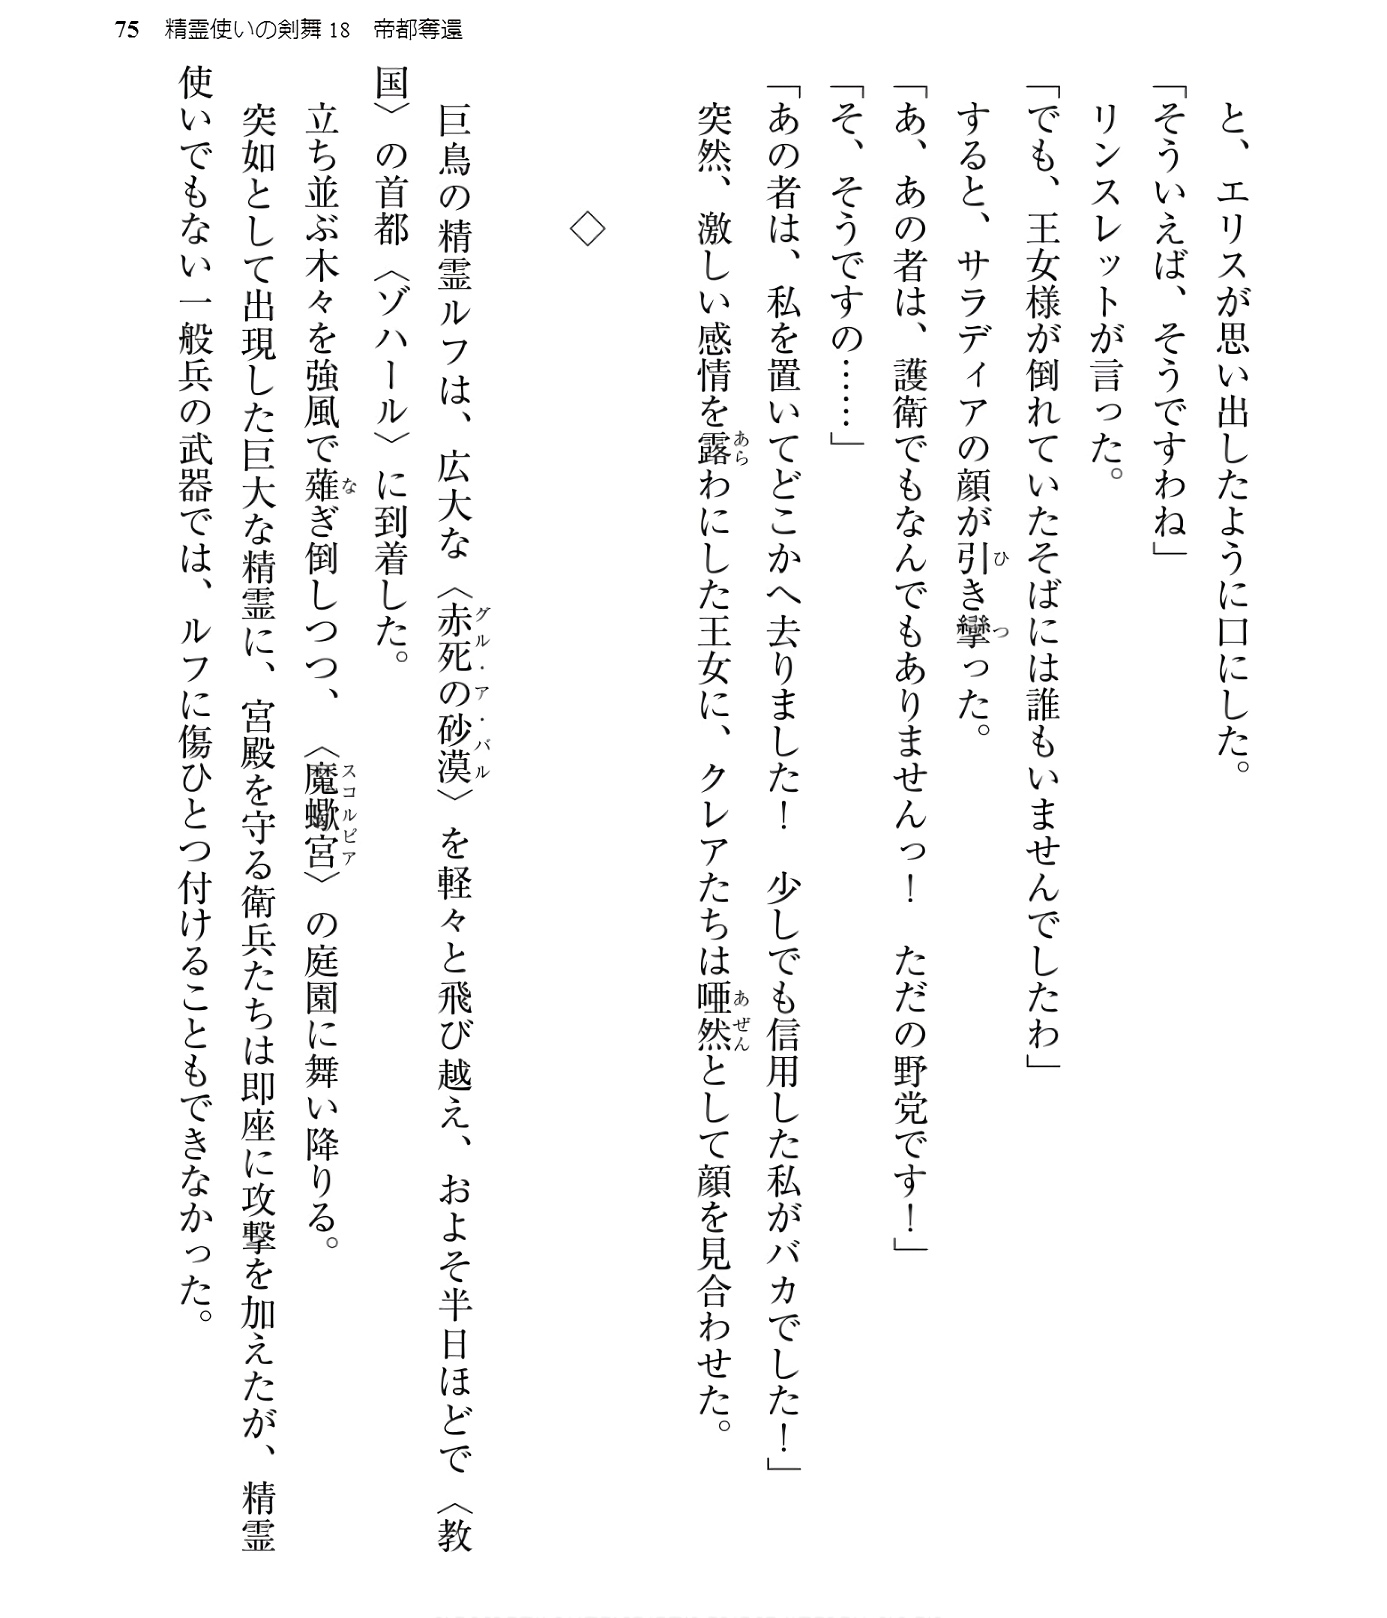 75　精霊使いの剣舞 18　帝都奪還
と、エリスが思い出したように口にした。
「そういえば、そうですわね」
リンスレットが言った。
「でも、王女様が倒れていたそばには誰もいませんでしたわ」
すると、サラディアの顔が引き攣った。
「あ、あの者は、護衛でもなんでもありませんっ！　ただの野党です！」
「そ、そうですの……」
「あの者は、私を置いてどこかへ去りました！　少しでも信用した私がバカでした！」
突然、激しい感情を露わにした王女に、クレアたちは唖然として顔を見合わせた。
◇
巨鳥の精霊ルフは、広大な〈赤死の砂漠〉を軽々と飛び越え、およそ半日ほどで〈教
国〉の首都〈ゾハール〉に到着した。
立ち並ぶ木々を強風で薙ぎ倒しつつ、〈魔蠍宮〉の庭園に舞い降りる。
突如として出現した巨大な精霊に、宮殿を守る衛兵たちは即座に攻撃を加えたが、精霊
使いでもない一般兵の武器では、ルフに傷ひとつ付けることもできなかった。